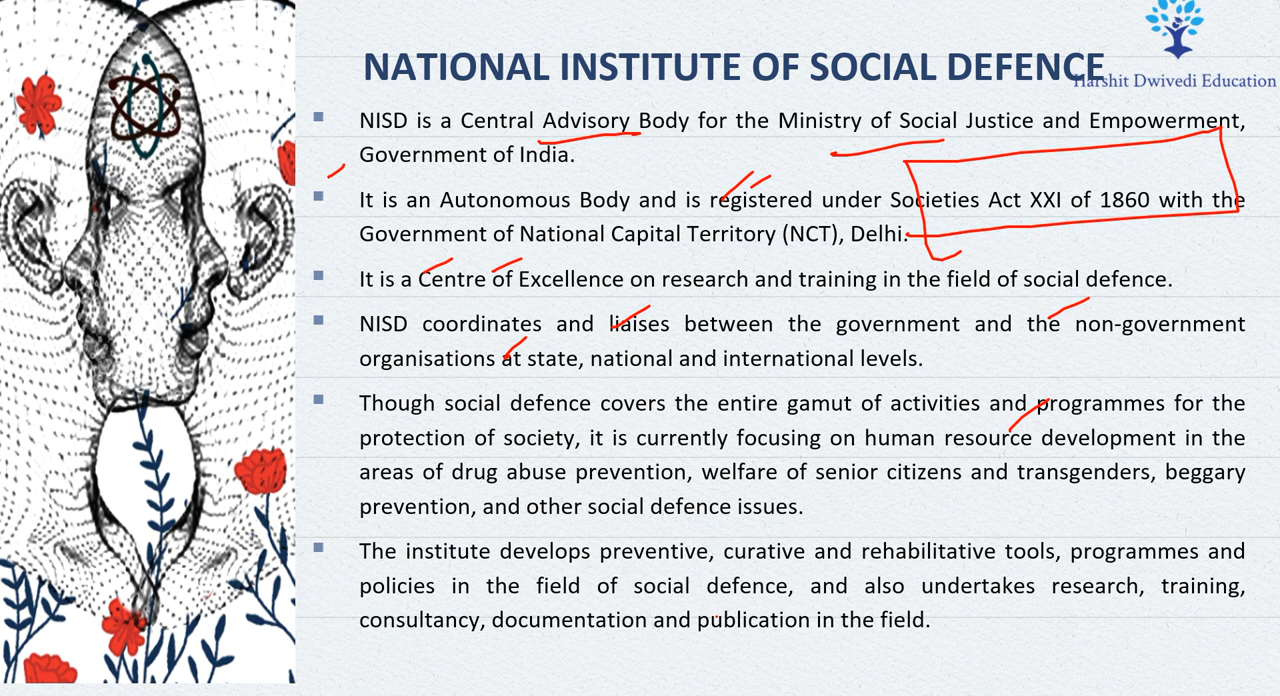 NATIONAL INSTITUTE OF SOCIAL DEFENCE
Harshit Dwivedi Education
NISD is a Central Advisory Body for the Ministry of Social Justice and Empowerment,
Government of India.
It is an Autonomous Body and is registered under Societies Act XXI of 1860 with the
Government of National Capital Territory (NCT), Delhi.
It is a Centre of Excellence on research and training in the field of social defence.
NISD coordinates and liaises between the government and the non-government
organisations at state, national and international levels.
Though social defence covers the entire gamut of activities and programmes for the
protection of society, it is currently focusing on human resource development in the
areas of drug abuse prevention, welfare of senior citizens and transgenders, beggary
prevention, and other social defence issues.
The institute develops preventive, curative and rehabilitative tools, programmes and
policies in the field of social defence, and also undertakes research, training,
consultancy, documentation and publication in the field.